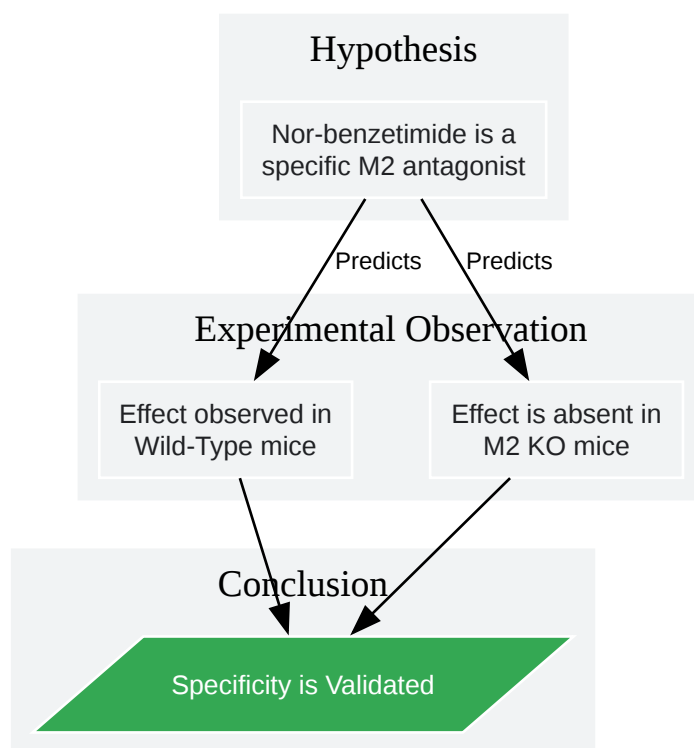 Hypothesis
Nor-benzetimide is a
specific M2 antagonist
Predicts
Predicts
Experimental Observation
Effect observed in
Wild-Type mice
Effect is absent in
M2 KO mice
Conclusion
Specificity is Validated